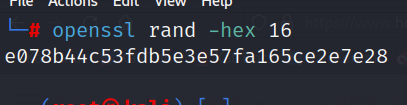 File Actions Edit View Help
└─# openssl rand -hex 16
e078b44c53fdb5e3e57fa165ce2e7e28